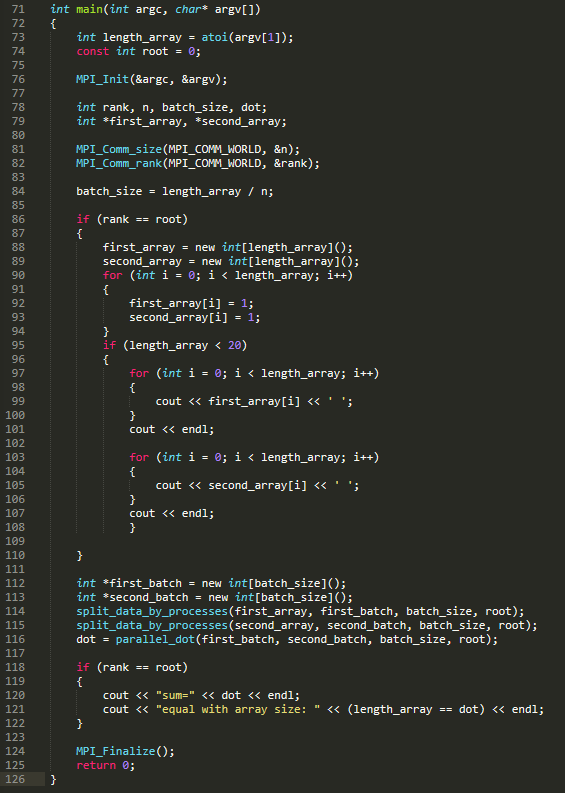 71 int main(int argc, char* argv[])
72 {
73     int length_array = atoi(argv[1]);
74     const int root = 0;
75
76     MPI_Init(&argc, &argv);
77
78     int rank, n, batch_size, dot;
79     int *first_array, *second_array;
80
81     MPI_Comm_size(MPI_COMM_WORLD, &n);
82     MPI_Comm_rank(MPI_COMM_WORLD, &rank);
83
84     batch_size = length_array / n;
85
86     if (rank == root)
87     {
88         first_array = new int[length_array]();
89         second_array = new int[length_array]();
90         for (int i = 0; i < length_array; i++)
91         {
92             first_array[i] = 1;
93             second_array[i] = 1;
94         }
95         if (length_array < 20)
96         {
97             for (int i = 0; i < length_array; i++)
98             {
99                 cout << first_array[i] << ' ';
100             }
101             cout << endl;
102
103             for (int i = 0; i < length_array; i++)
104             {
105                 cout << second_array[i] << ' ';
106             }
107             cout << endl;
108             }
109
110     }
111
112     int *first_batch = new int[batch_size]();
113     int *second_batch = new int[batch_size]();
114     split_data_by_processes(first_array, first_batch, batch_size, root);
115     split_data_by_processes(second_array, second_batch, batch_size, root);
116     dot = parallel_dot(first_batch, second_batch, batch_size, root);
117
118     if (rank == root)
119     {
120         cout << "sum=" << dot << endl;
121         cout << "equal with array size: " << (length_array == dot) << endl;
122     }
123
124     MPI_Finalize();
125     return 0;
126 }